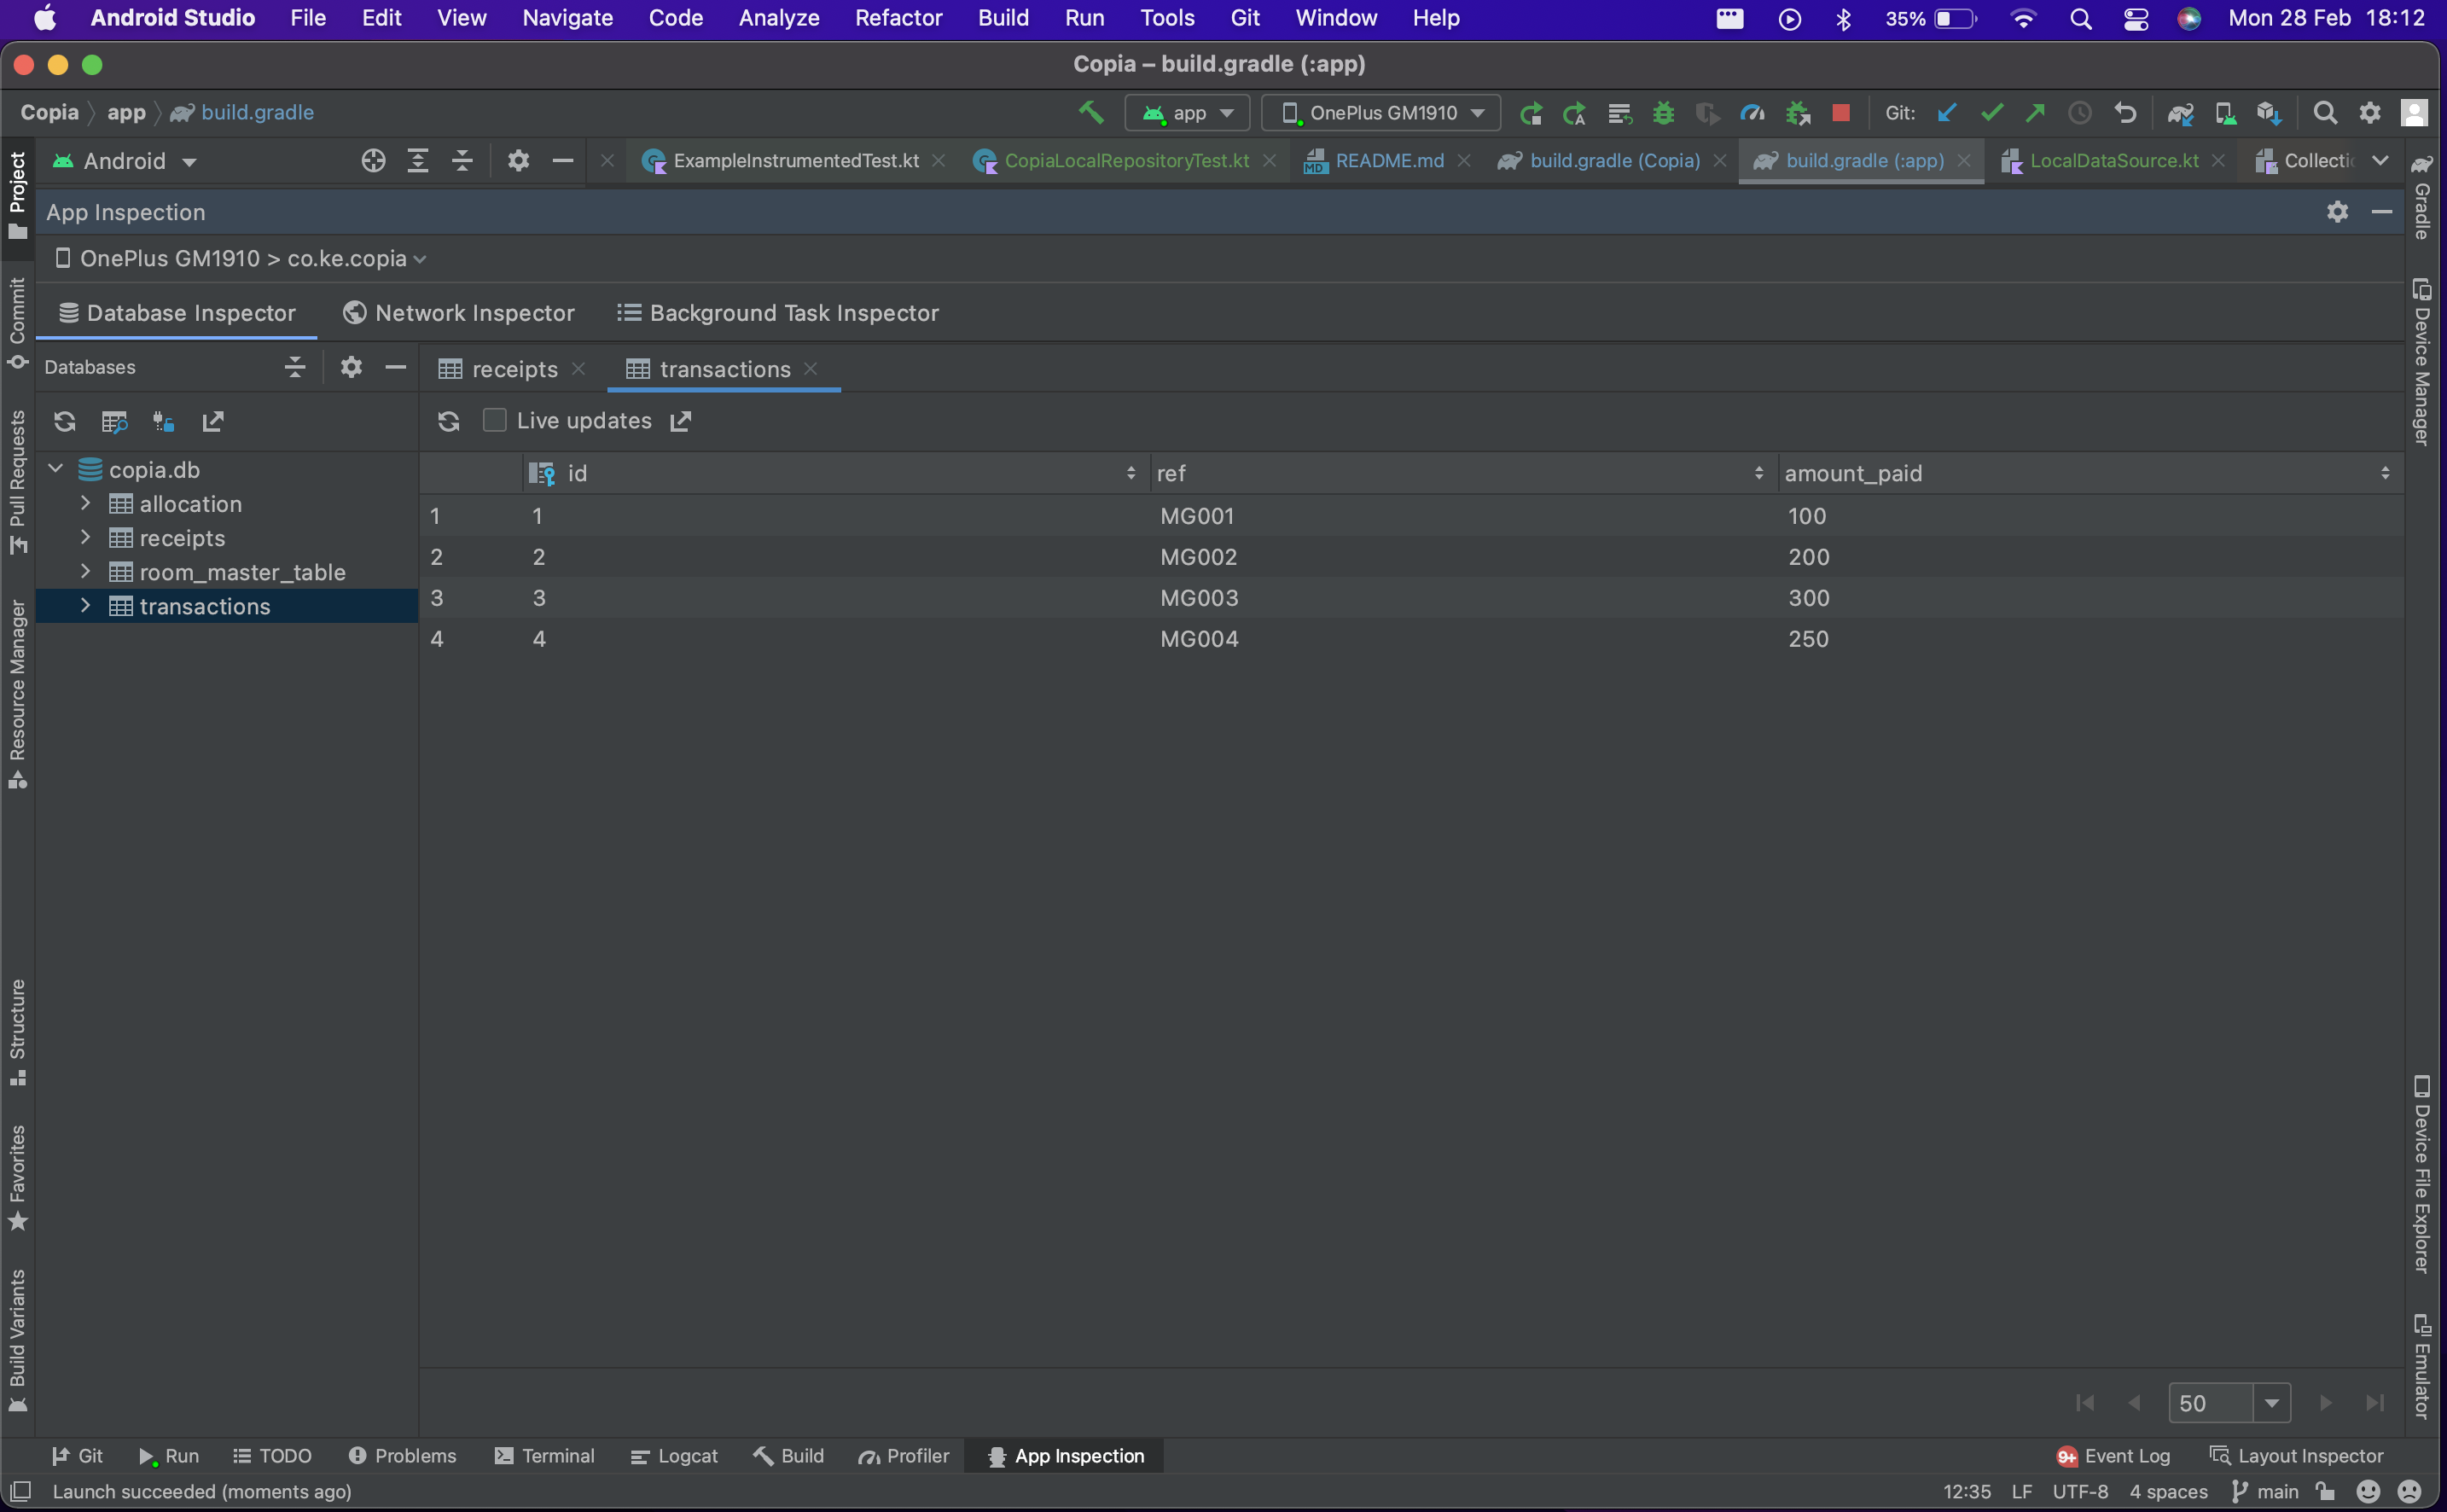 Android Studio File Edit View Navigate Code Analyze Refactor Build Run Tools Git Window Help 35% Mon 28 Feb 18:12
Copia – build.gradle (:app)
Copia app build.gradle app OnePlus GM1910 Git:
Android ExampleInstrumentedTest.kt CopiaLocalRepositoryTest.kt MD README.md build.gradle (Copia) build.gradle (:app) LocalDataSource.kt Collectic
App Inspection
OnePlus GM1910 > co.ke.copia
Database Inspector Network Inspector Background Task Inspector
Databases receipts transactions
Live updates
copia.db
allocation
receipts
room_master_table
transactions
id ref amount_paid
1 1 MG001 100
2 2 MG002 200
3 3 MG003 300
4 4 MG004 250
50
Project
Commit
Pull Requests
Resource Manager
Structure
Favorites
Build Variants
Gradle
Device Manager
Device File Explorer
Emulator
Git Run TODO Problems Terminal Logcat Build Profiler App Inspection 9+ Event Log Layout Inspector
Launch succeeded (moments ago) 12:35 LF UTF-8 4 spaces main